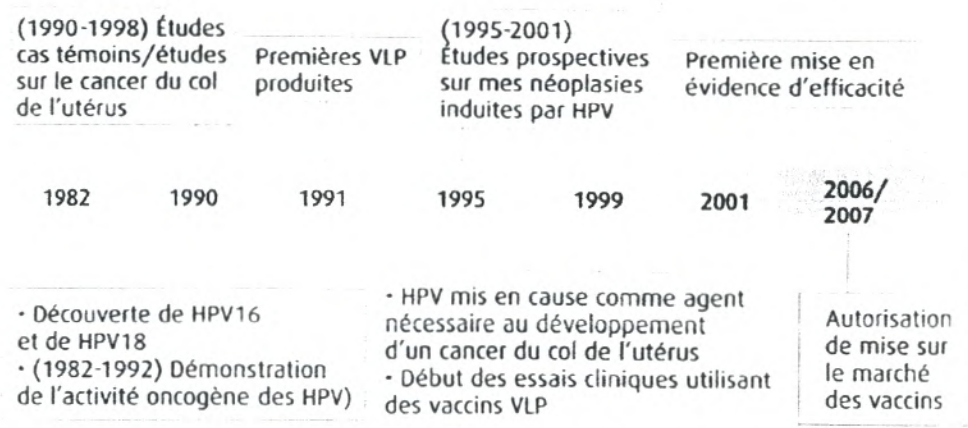 (1990-1998) Études
cas témoins/études
sur le cancer du col
de l'utérus
Premières VLP
produites
(1995-2001)
Études prospectives
sur mes néoplasies
induites par HPV
Première mise en
évidence d'efficacité
1982 1990 1991 1995 1999 2001 2006/
2007
· Découverte de HPV16
et de HPV18
· (1982-1992) Démonstration
de l'activité oncogène des HPV)
· HPV mis en cause comme agent
nécessaire au développement
d'un cancer du col de l'utérus
· Début des essais cliniques utilisant
des vaccins VLP
Autorisation
de mise sur
le marché
des vaccins